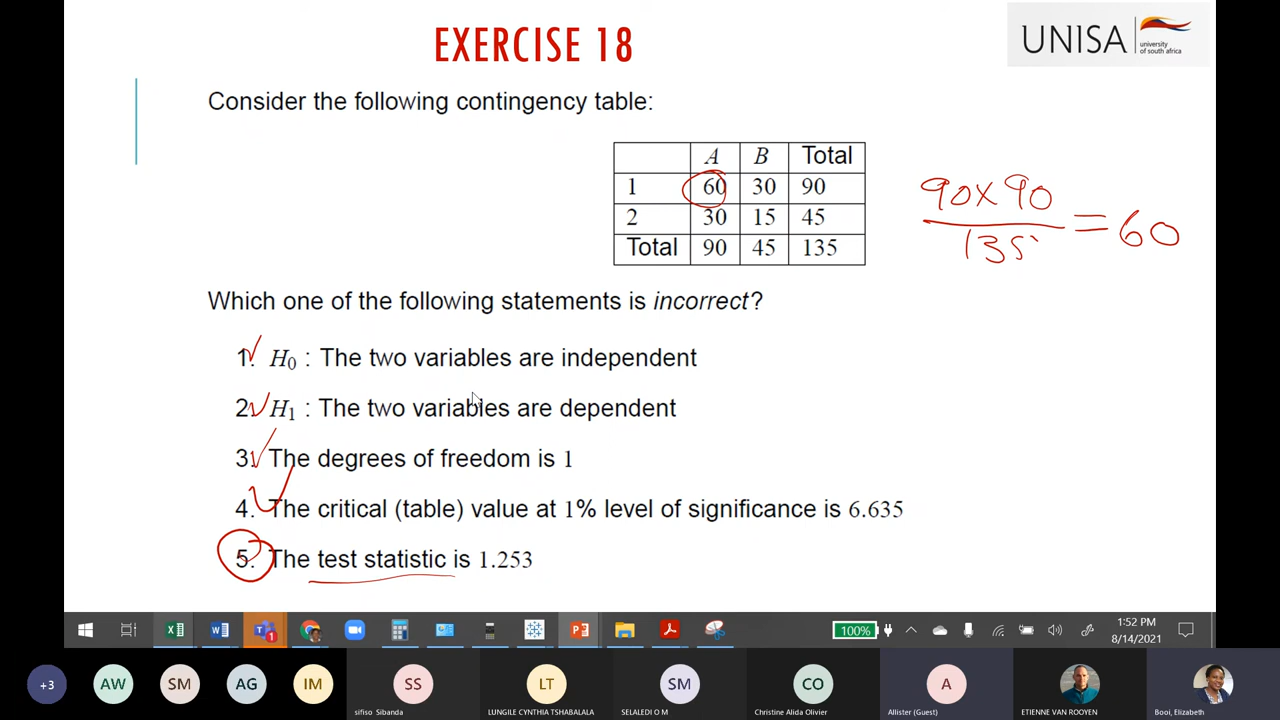 EXERCISE 18
UNISA
university
of south africa
Consider the following contingency table:
A B Total
1 60 30 90
2 30 15 45
Total 90 45 135
90 x 90
135
= 60
Which one of the following statements is incorrect?
1. H0 : The two variables are independent
2. H1 : The two variables are dependent
3. The degrees of freedom is 1
4. The critical (table) value at 1% level of significance is 6.635
5. The test statistic is 1.253
100%
1:52 PM
8/14/2021
1
+3
AW
SM
AG
IM
SS
LT
SM
CO
A
sifiso Sibanda
LUNGILE CYNTHIA TSHABALALA
SELALEDI O M
Christine Alida Olivier
Allister (Guest)
ETIENNE VAN ROOYEN
Booi, Elizabeth